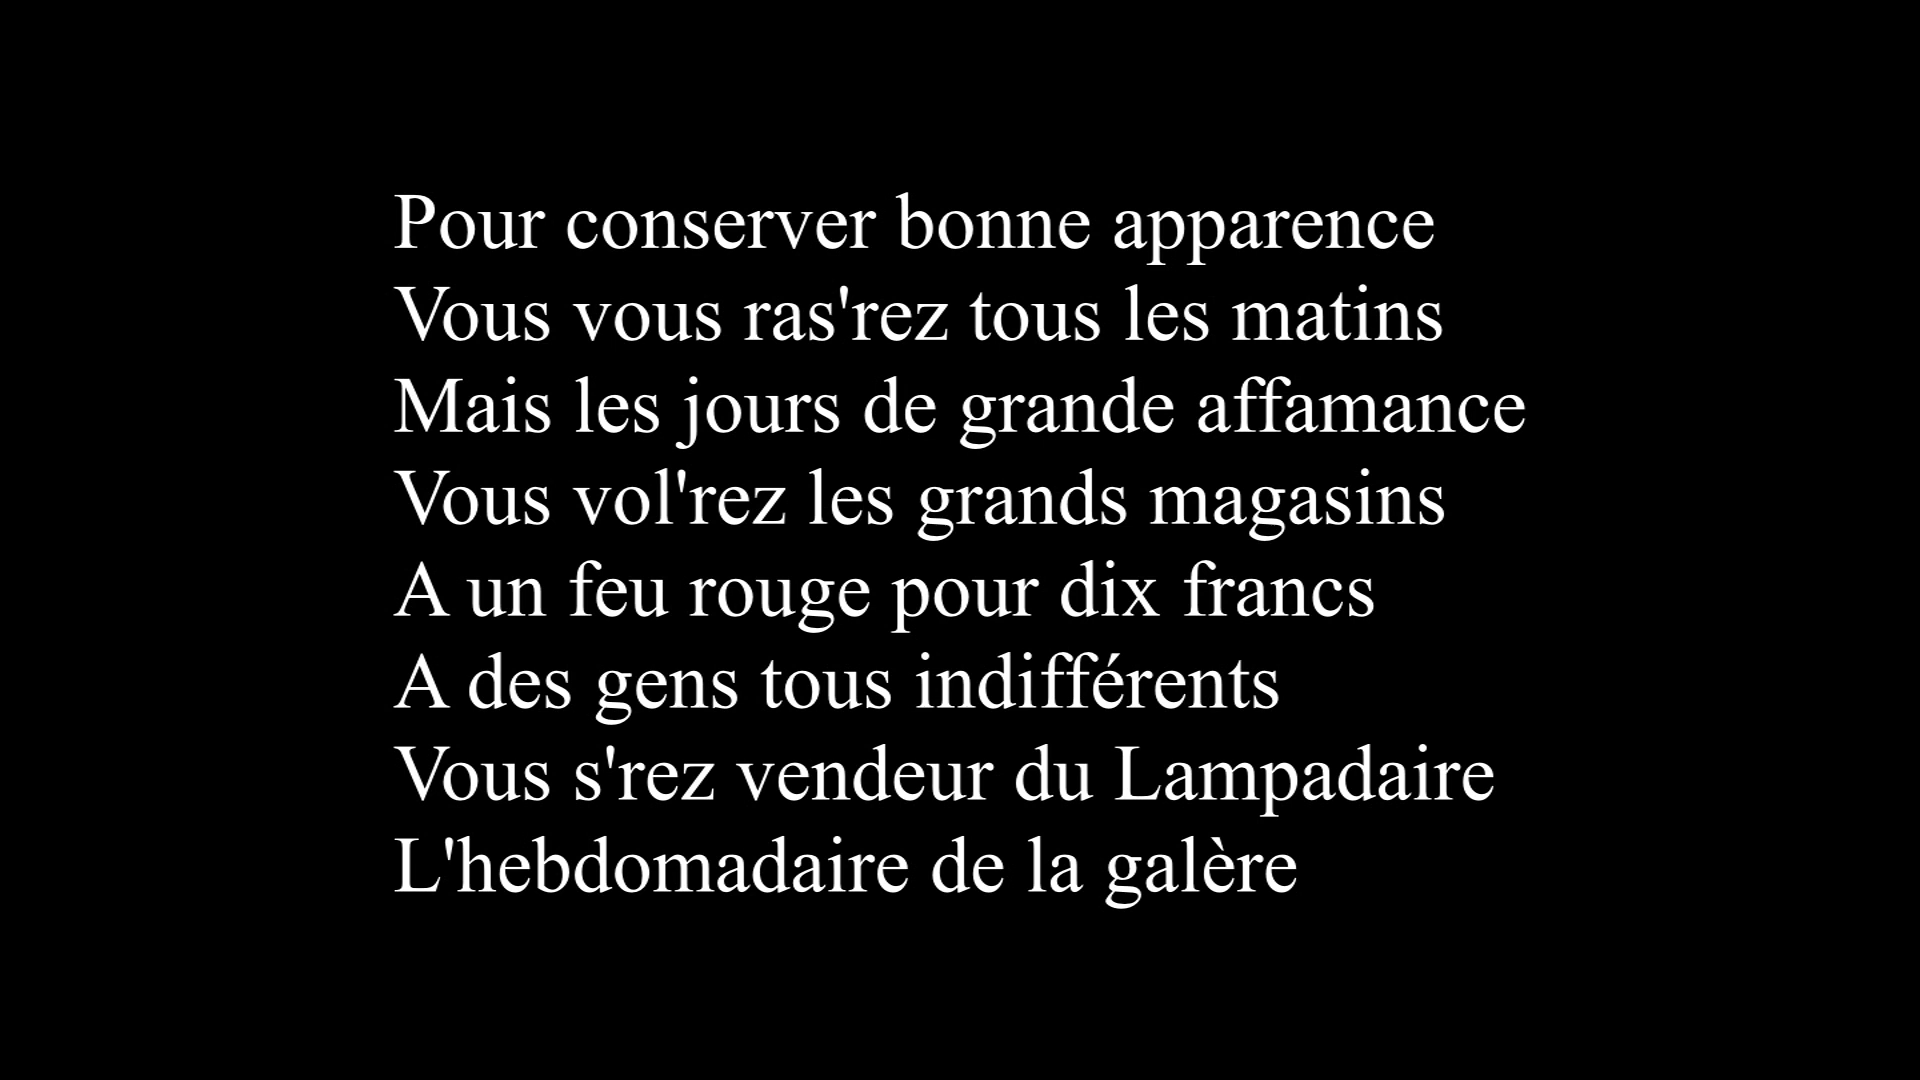 Pour conserver bonne apparence
Vous vous ras'rez tous les matins
Mais les jours de grande affamance
Vous vol'rez les grands magasins
A un feu rouge pour dix francs
A des gens tous indifférents
Vous s'rez vendeur du Lampadaire
L'hebdomadaire de la galère